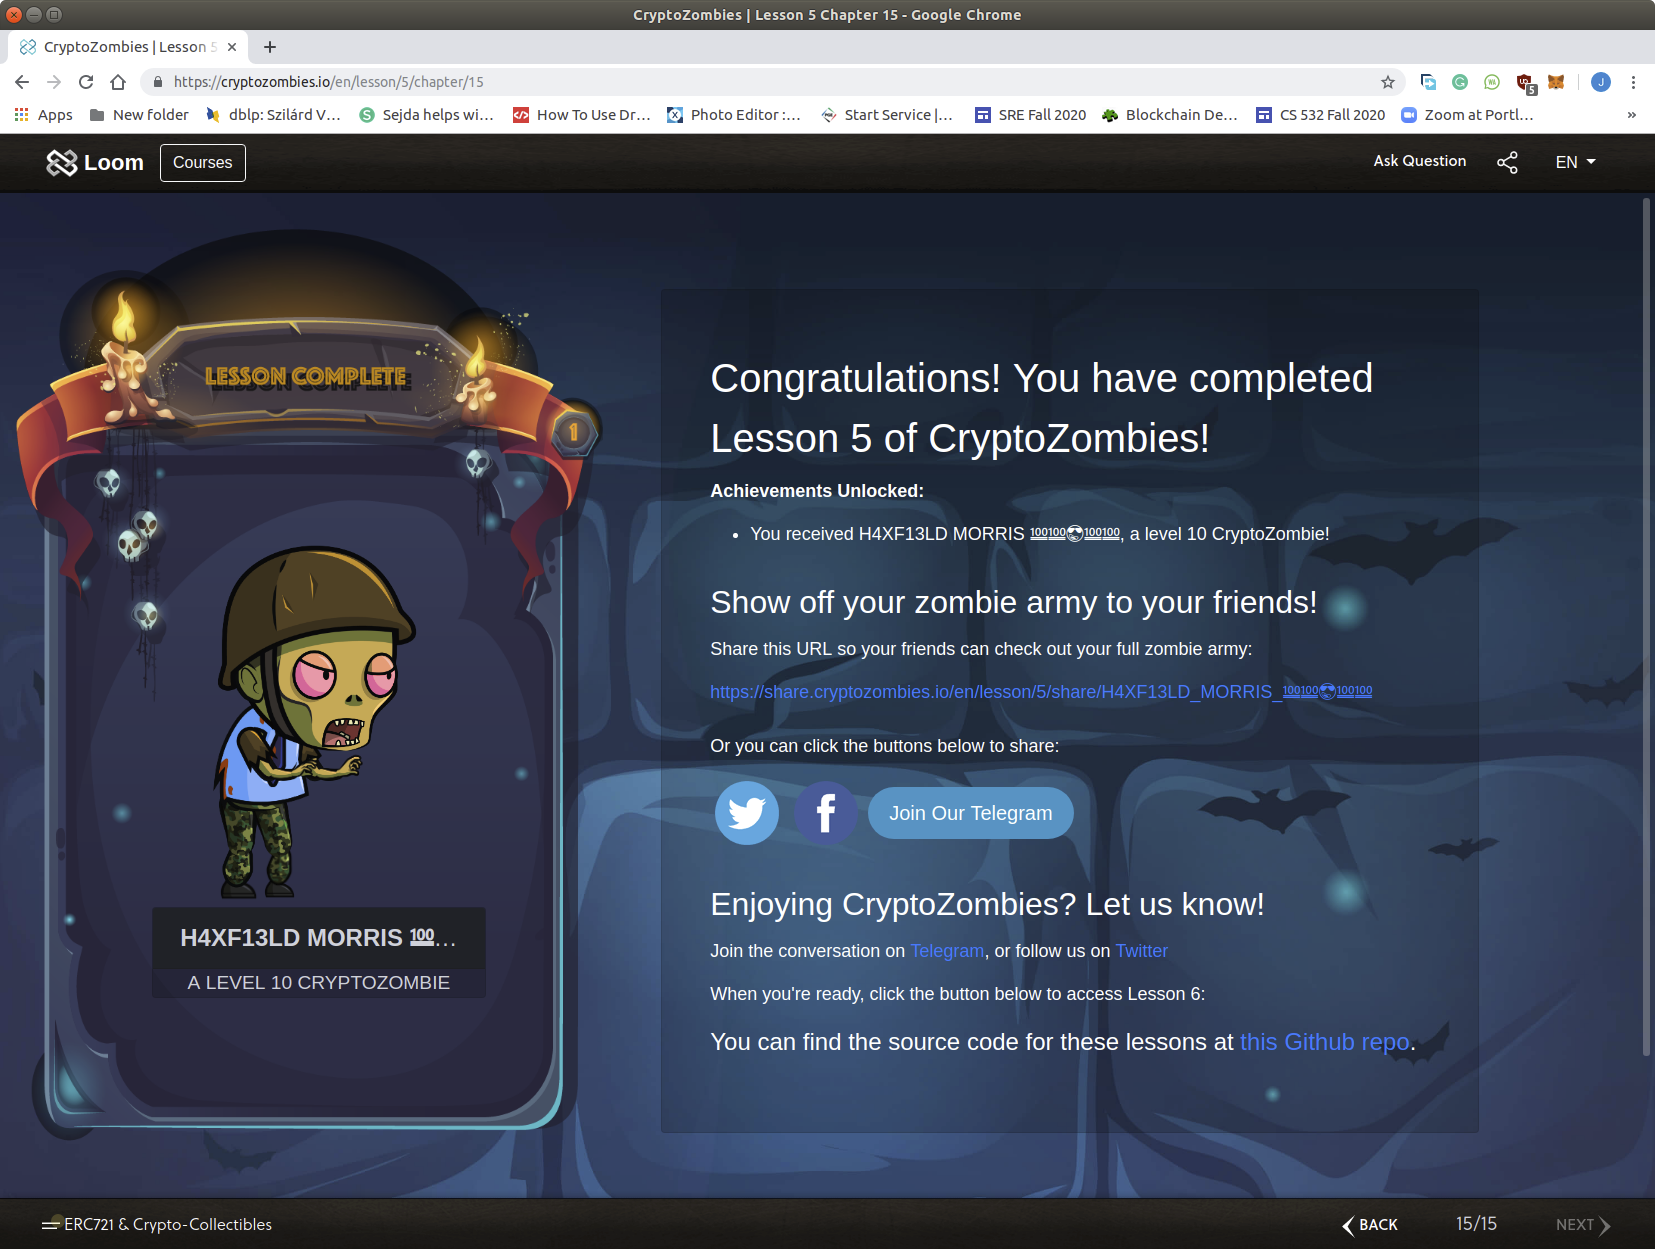 CryptoZombies | Lesson 5 Chapter 15 - Google Chrome
CryptoZombies | Lesson 5
https://cryptozombies.io/en/lesson/5/chapter/15
5
J
Apps
New folder
dblp: Szilárd V...
Sejda helps wi...
How To Use Dr...
Photo Editor :...
Start Service |...
SRE Fall 2020
Blockchain De...
CS 532 Fall 2020
Zoom at Portl...
»
Loom
Courses
Ask Question
EN
LESSON COMPLETE
1
H4XF13LD MORRIS 💯...
A LEVEL 10 CRYPTOZOMBIE
Congratulations! You have completed
Lesson 5 of CryptoZombies!
Achievements Unlocked:
• You received H4XF13LD MORRIS 💯💯😎💯💯, a level 10 CryptoZombie!
Show off your zombie army to your friends!
Share this URL so your friends can check out your full zombie army:
https://share.cryptozombies.io/en/lesson/5/share/H4XF13LD_MORRIS_💯💯😎💯💯
Or you can click the buttons below to share:
Join Our Telegram
Enjoying CryptoZombies? Let us know!
Join the conversation on Telegram, or follow us on Twitter
When you're ready, click the button below to access Lesson 6:
You can find the source code for these lessons at this Github repo.
ERC721 & Crypto-Collectibles
BACK
15/15
NEXT